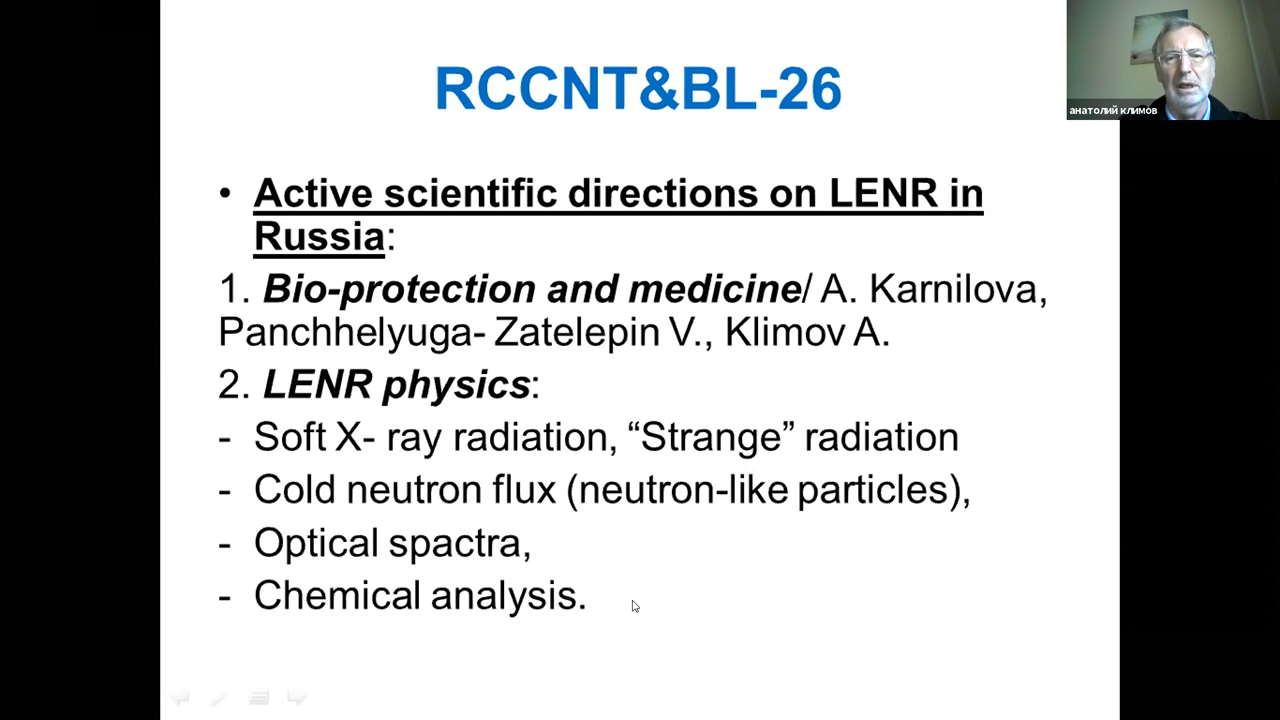 RCCNT&BL-26
анатолий климов
• Active scientific directions on LENR in
Russia:
1. Bio-protection and medicine/ A. Karnilova,
Panchhelyuga- Zatelepin V., Klimov A.
2. LENR physics:
- Soft X- ray radiation, “Strange” radiation
- Cold neutron flux (neutron-like particles),
- Optical spactra,
- Chemical analysis.